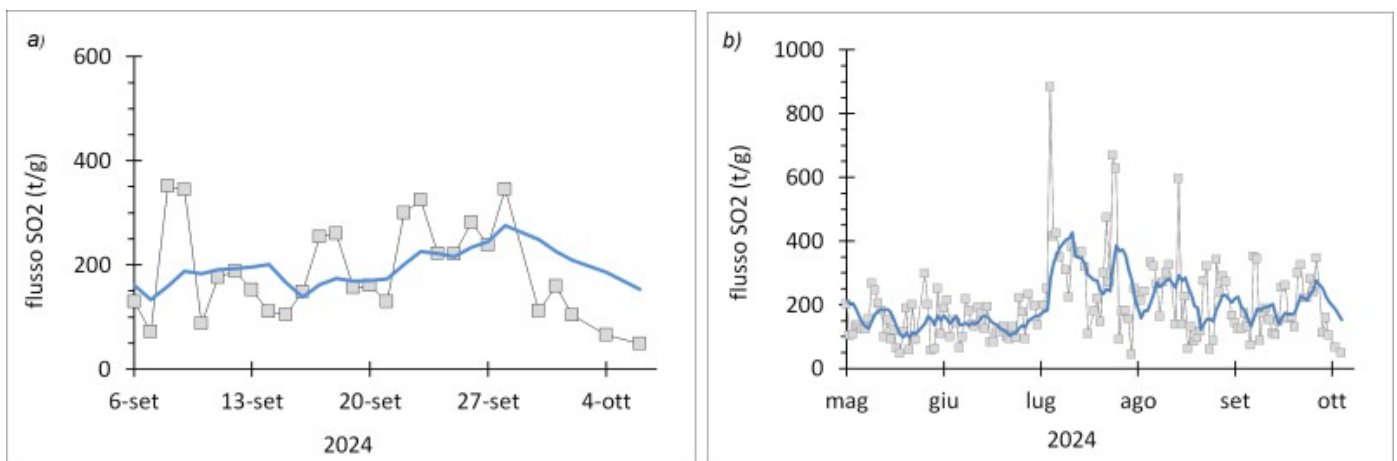 a)
600
400
200
0
flusso SO2 (t/g)
6-set 13-set 20-set 27-set 4-ott
2024
b)
1000
800
600
400
200
0
flusso SO2 (t/g)
mag giu lug ago set ott
2024